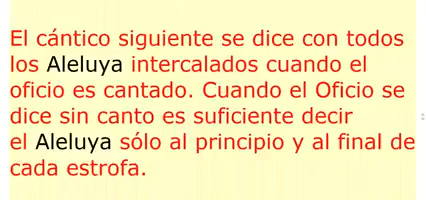 El cántico siguiente se dice con todos
los Aleluya intercalados cuando el
oficio es cantado. Cuando el Oficio se
dice sin canto es suficiente decir
el Aleluya sólo al principio y al final de
cada estrofa.